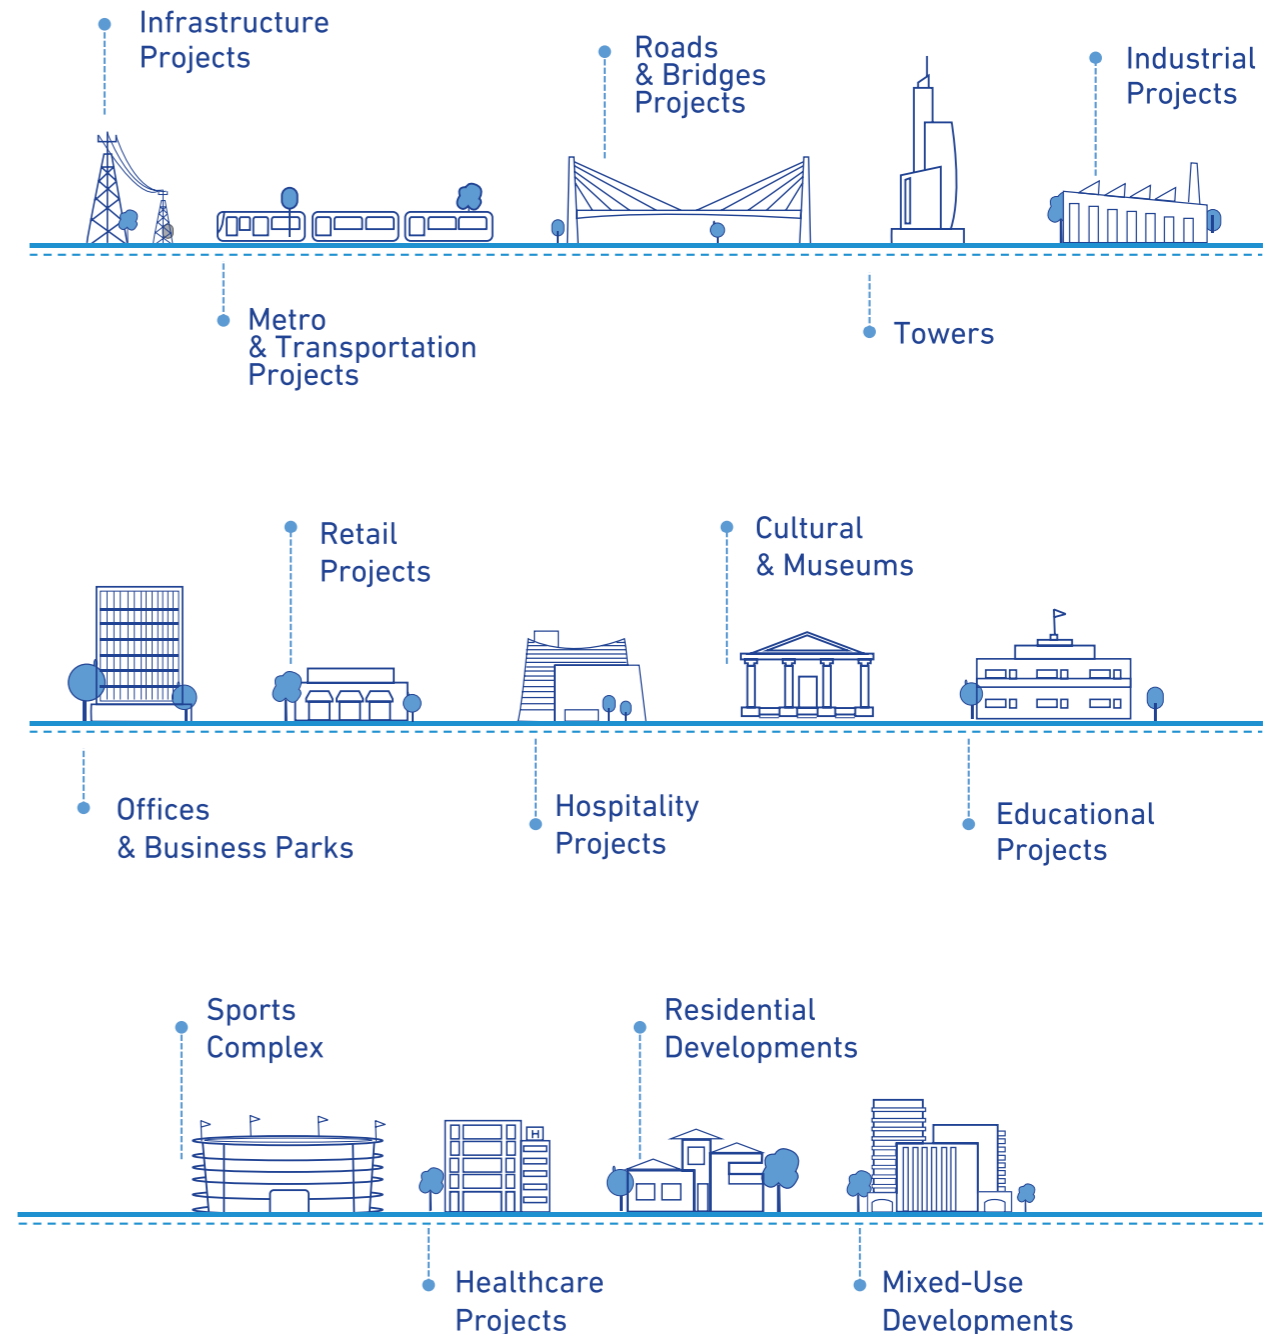 Infrastructure
Projects
Roads
& Bridges
Projects
Industrial
Projects
Metro
& Transportation
Projects
Towers
Retail
Projects
Cultural
& Museums
Offices
& Business Parks
Hospitality
Projects
Educational
Projects
Sports
Complex
Residential
Developments
H
Healthcare
Projects
Mixed-Use
Developments